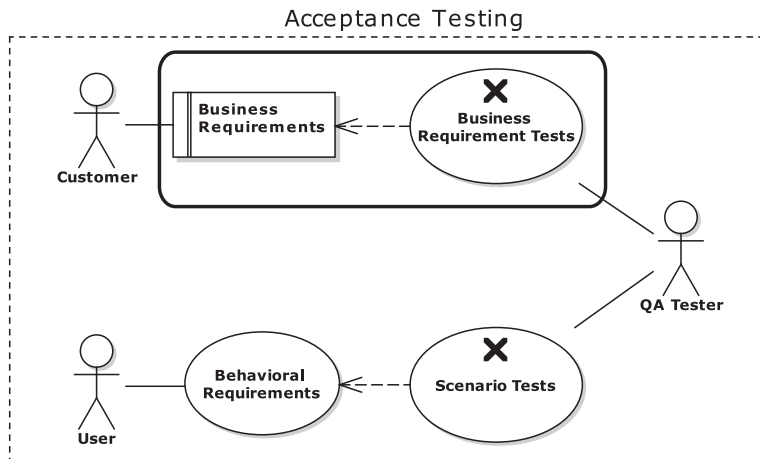 Acceptance Testing
Business
Requirements
Business
Requirement Tests
Customer
QA Tester
Behavioral
Requirements
Scenario Tests
User